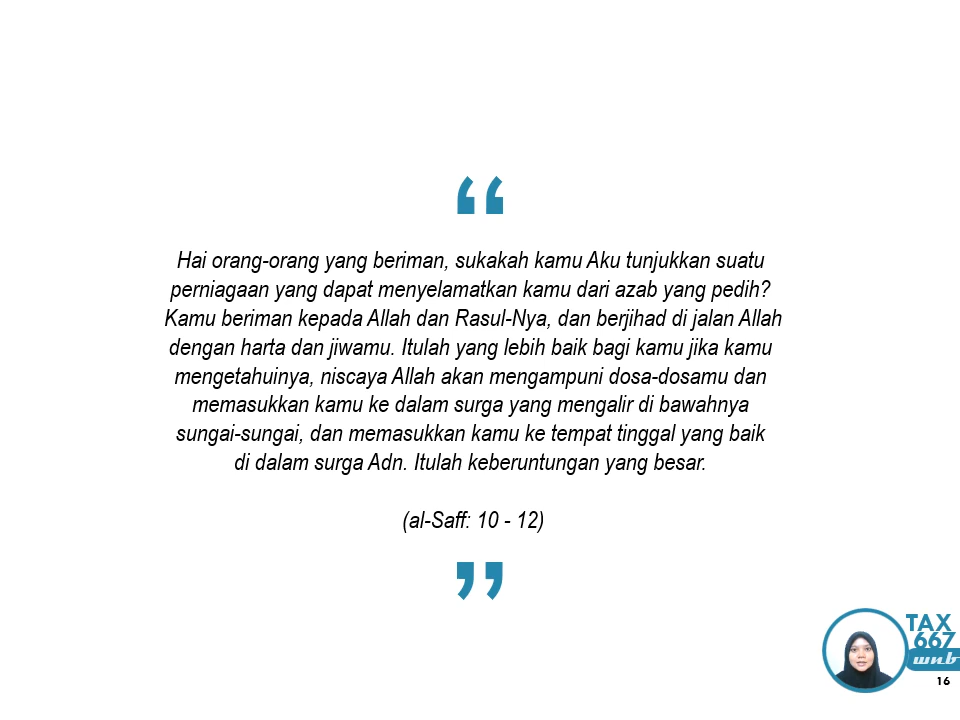 “
Hai orang-orang yang beriman, sukakah kamu Aku tunjukkan suatu
perniagaan yang dapat menyelamatkan kamu dari azab yang pedih?
Kamu beriman kepada Allah dan Rasul-Nya, dan berjihad di jalan Allah
dengan harta dan jiwamu. Itulah yang lebih baik bagi kamu jika kamu
mengetahuinya, niscaya Allah akan mengampuni dosa-dosamu dan
memasukkan kamu ke dalam surga yang mengalir di bawahnya
sungai-sungai, dan memasukkan kamu ke tempat tinggal yang baik
di dalam surga Adn. Itulah keberuntungan yang besar.
(al-Saff: 10 - 12)
”
TAX
667
wnb
16